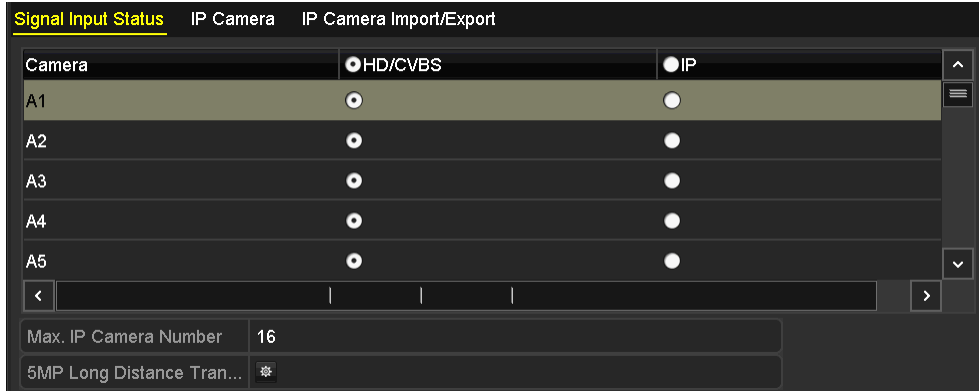 Signal Input Status IP Camera IP Camera Import/Export
Camera HD/CVBS IP
A1
A2
A3
A4
A5
Max. IP Camera Number 16
5MP Long Distance Tran...